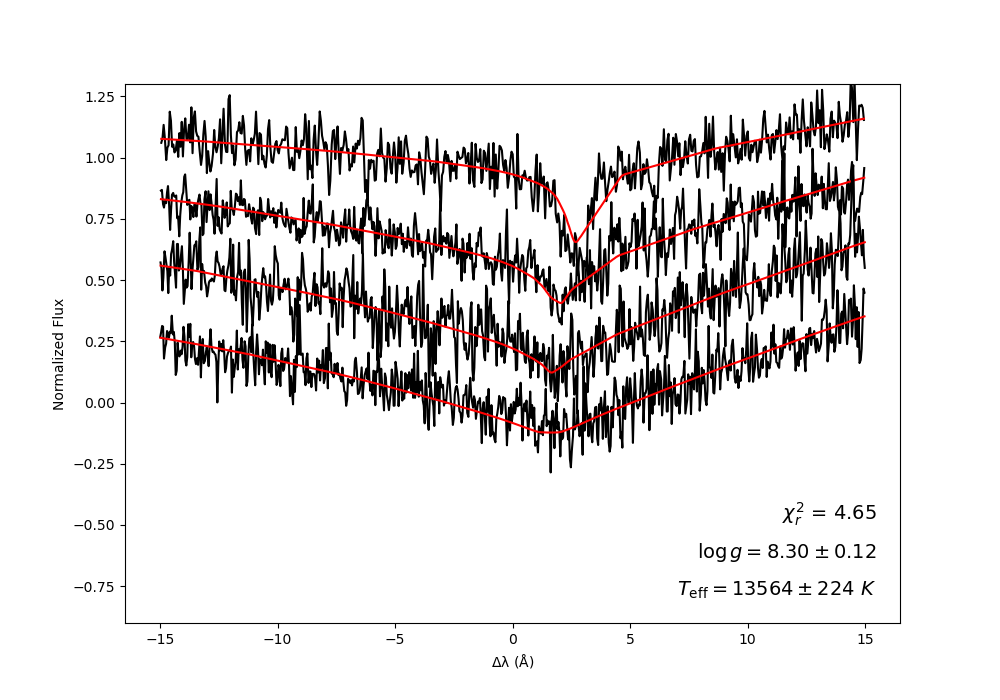 1.25
1.00
0.75
0.50
0.25
0.00
−0.25
−0.50
−0.75
Normalized Flux
χ²ᵣ = 4.65
log g = 8.30 ± 0.12
T_eff = 13564 ± 224 K
−15 −10 −5 0 5 10 15
Δλ (Å)